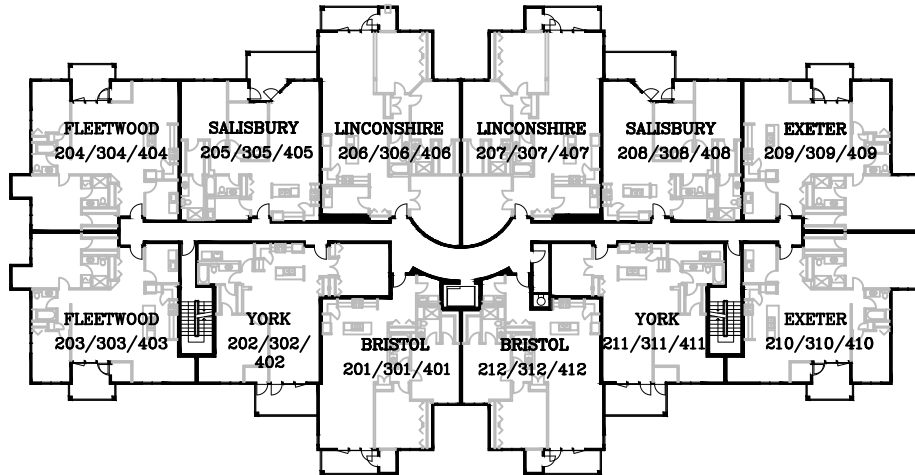 FLEETWOOD
204/304/404
SALISBURY
205/305/405
LINCONSHIRE
206/306/406
LINCONSHIRE
207/307/407
SALISBURY
208/308/408
EXETER
209/309/409
FLEETWOOD
203/303/403
YORK
202/302/
402
BRISTOL
201/301/401
BRISTOL
212/312/412
YORK
211/311/411
EXETER
210/310/410